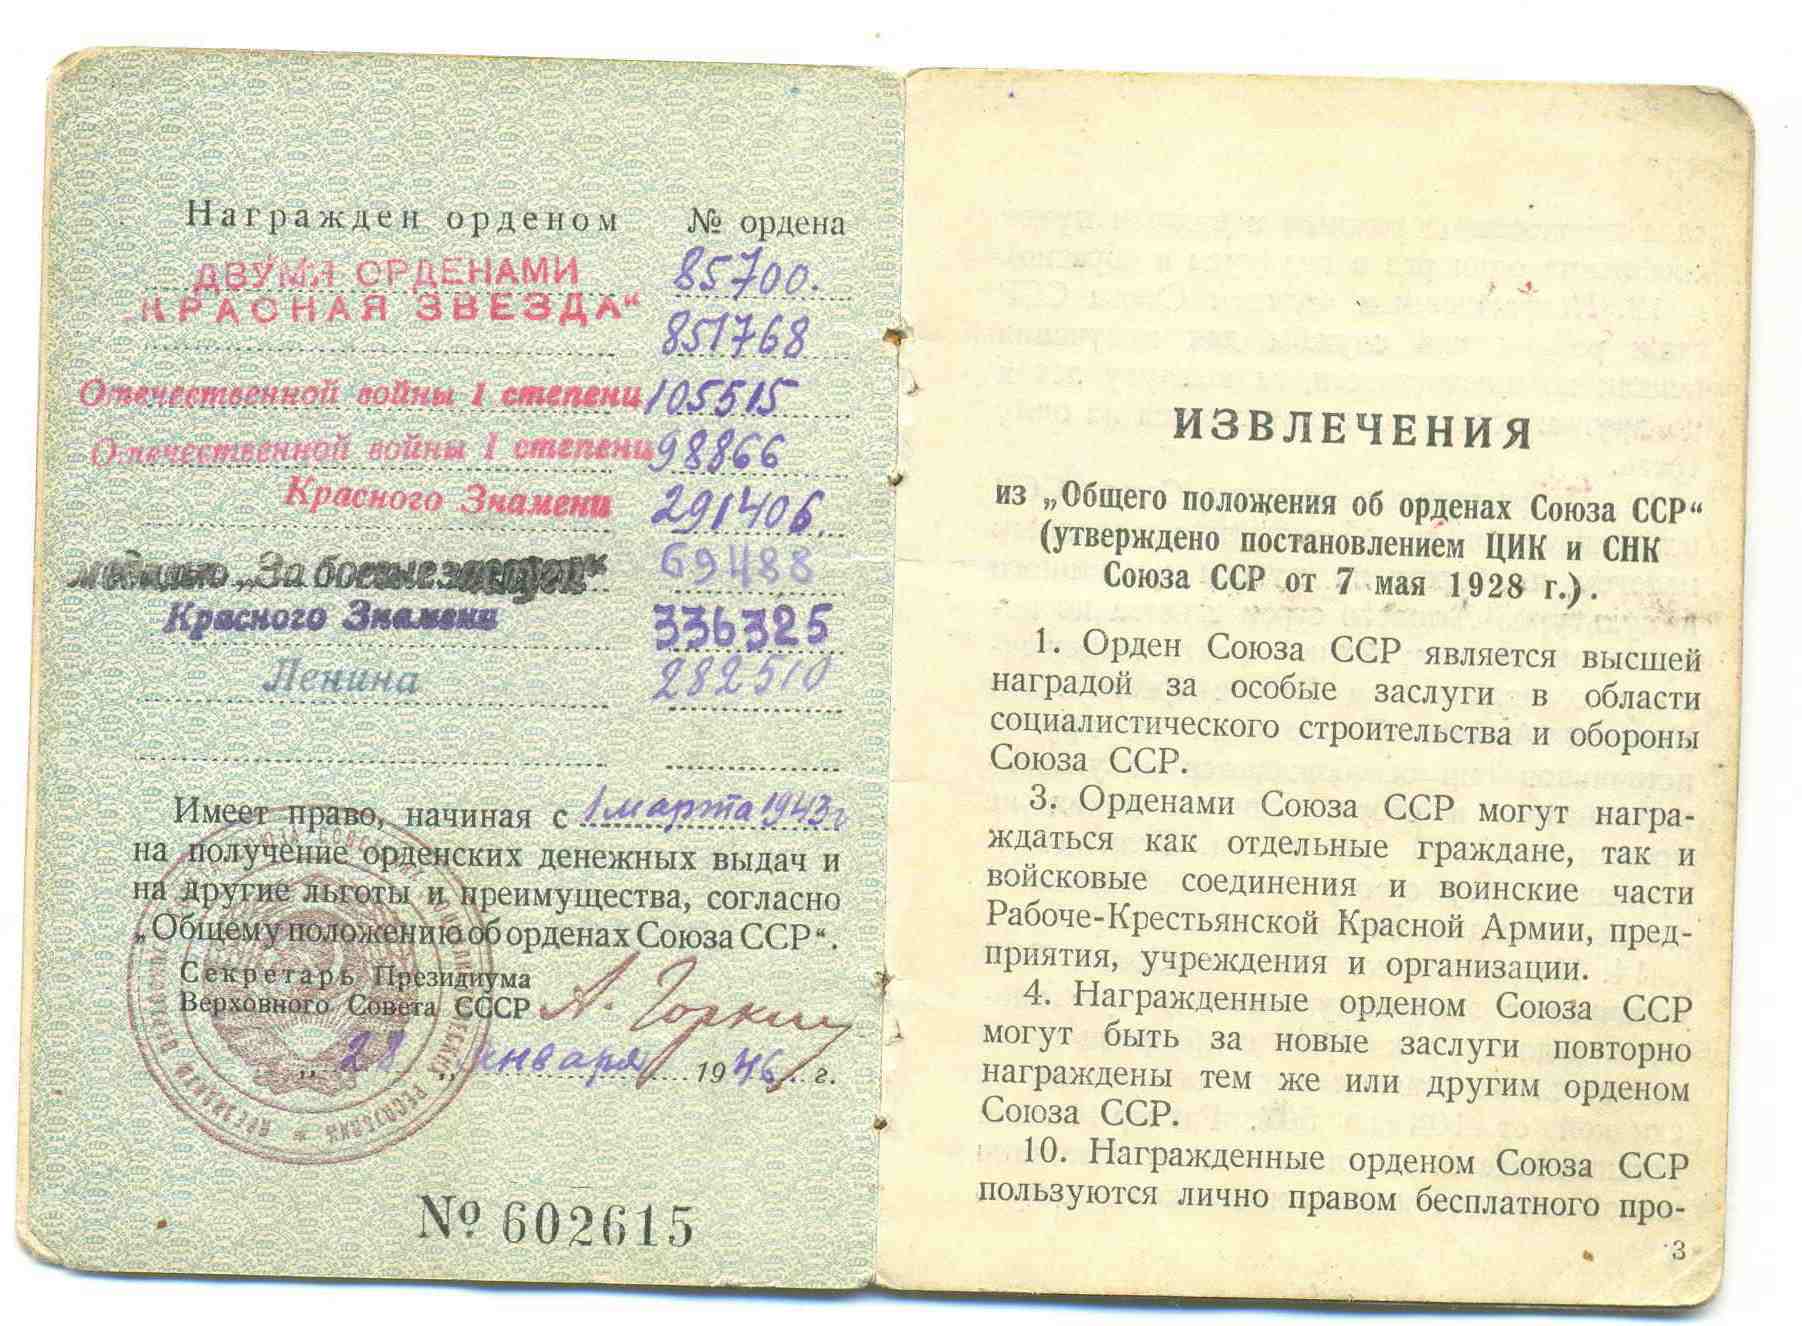 Награжден орденом № ордена
ДВУМЯ ОРДЕНАМИ 85700.
„КРАСНАЯ ЗВЕЗДА“
851768
Отечественной войны 1 степени 105515
Отечественной войны 1 степени 98866
Красного Знамени 291406
медалью „За боевые заслуги“ 69488
Красного Знамени 336325
Ленина 282510
Имеет право, начиная с 1 марта 1943 г
на получение орденских денежных выдач и
на другие льготы и преимущества, согласно
„Общему положению об орденах Союза ССР“.
Секретарь Президиума
Верховного Совета СССР А. Горкин
„28„ января 1946 г.
№ 602615
ИЗВЛЕЧЕНИЯ
из „Общего положения об орденах Союза ССР“
(утверждено постановлением ЦИК и СНК
Союза ССР от 7 мая 1928 г.).
1. Орден Союза ССР является высшей
наградой за особые заслуги в области
социалистического строительства и обороны
Союза ССР.
3. Орденами Союза ССР могут награ-
ждаться как отдельные граждане, так и
войсковые соединения и воинские части
Рабоче-Крестьянской Красной Армии, пред-
приятия, учреждения и организации.
4. Награжденные орденом Союза ССР
могут быть за новые заслуги повторно
награждены тем же или другим орденом
Союза ССР.
10. Награжденные орденом Союза ССР
пользуются лично правом бесплатного про-
3